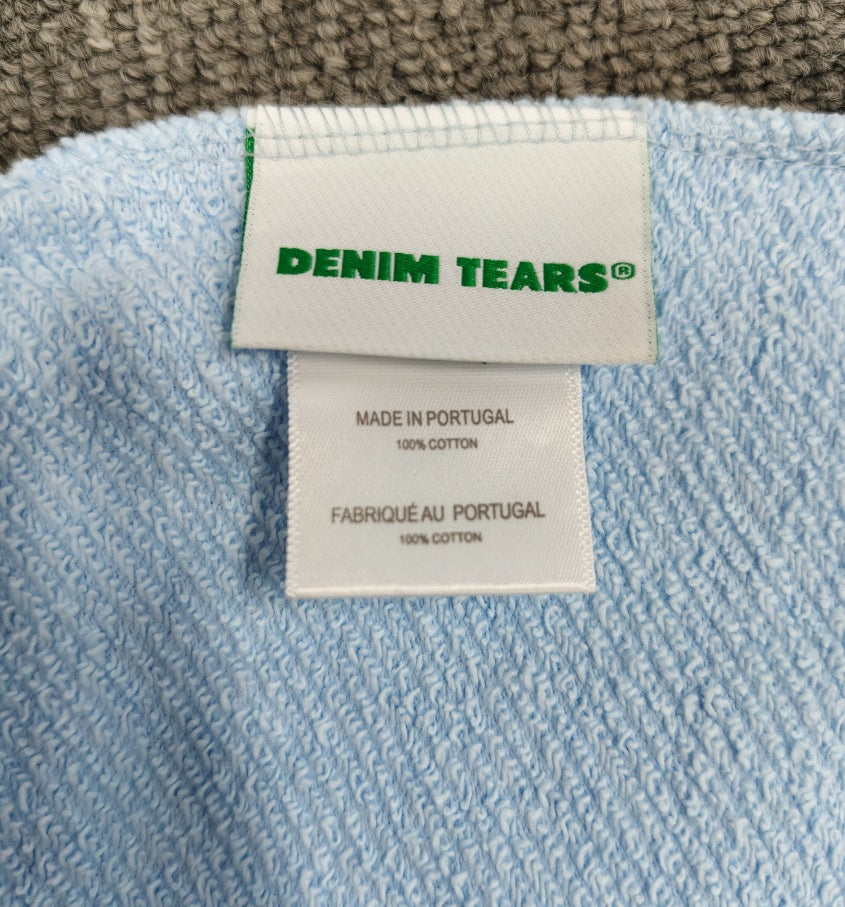 DENIM TEARS®
MADE IN PORTUGAL
100% COTTON
FABRIQUÉ AU PORTUGAL
100% COTTON